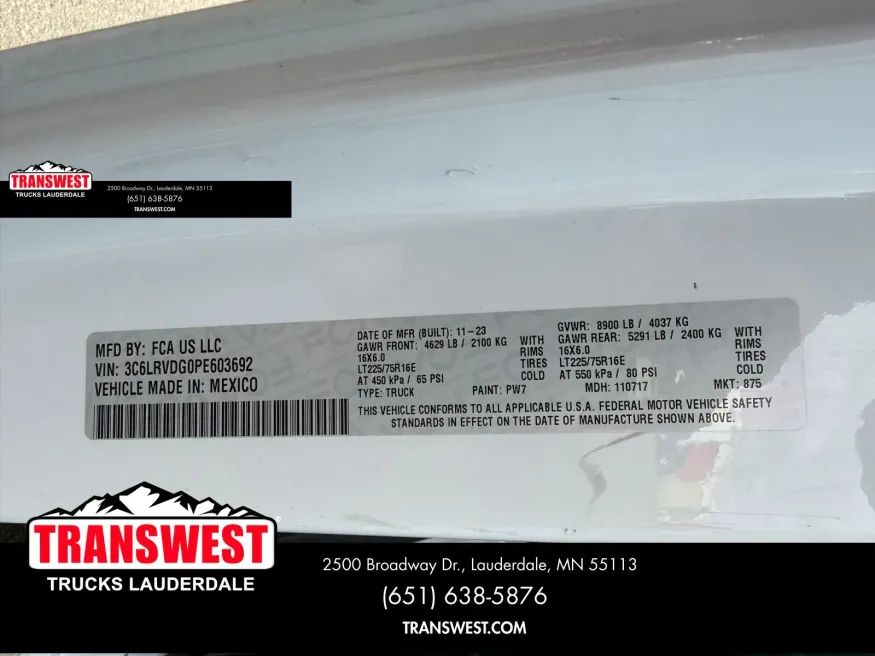 TRANSWEST
TRUCKS LAUDERDALE
2500 Broadway Dr., Lauderdale, MN 55113
(651) 638-5876
TRANSWEST.COM
MFD BY: FCA US LLC
VIN: 3C6LRVDG0PE603692
VEHICLE MADE IN: MEXICO
DATE OF MFR (BUILT): 11-23
GAWR FRONT: 4629 LB / 2100 KG WITH
16X6.0 RIMS
LT225/75R16E TIRES
AT 450 kPa / 65 PSI COLD
TYPE: TRUCK PAINT: PW7
GVWR: 8900 LB / 4037 KG
GAWR REAR: 5291 LB / 2400 KG WITH
16X6.0 RIMS
LT225/75R16E TIRES
AT 550 kPa / 80 PSI COLD
MDH: 110717 MKT: 875
THIS VEHICLE CONFORMS TO ALL APPLICABLE U.S.A. FEDERAL MOTOR VEHICLE SAFETY
STANDARDS IN EFFECT ON THE DATE OF MANUFACTURE SHOWN ABOVE.
TRANSWEST
TRUCKS LAUDERDALE
2500 Broadway Dr., Lauderdale, MN 55113
(651) 638-5876
TRANSWEST.COM